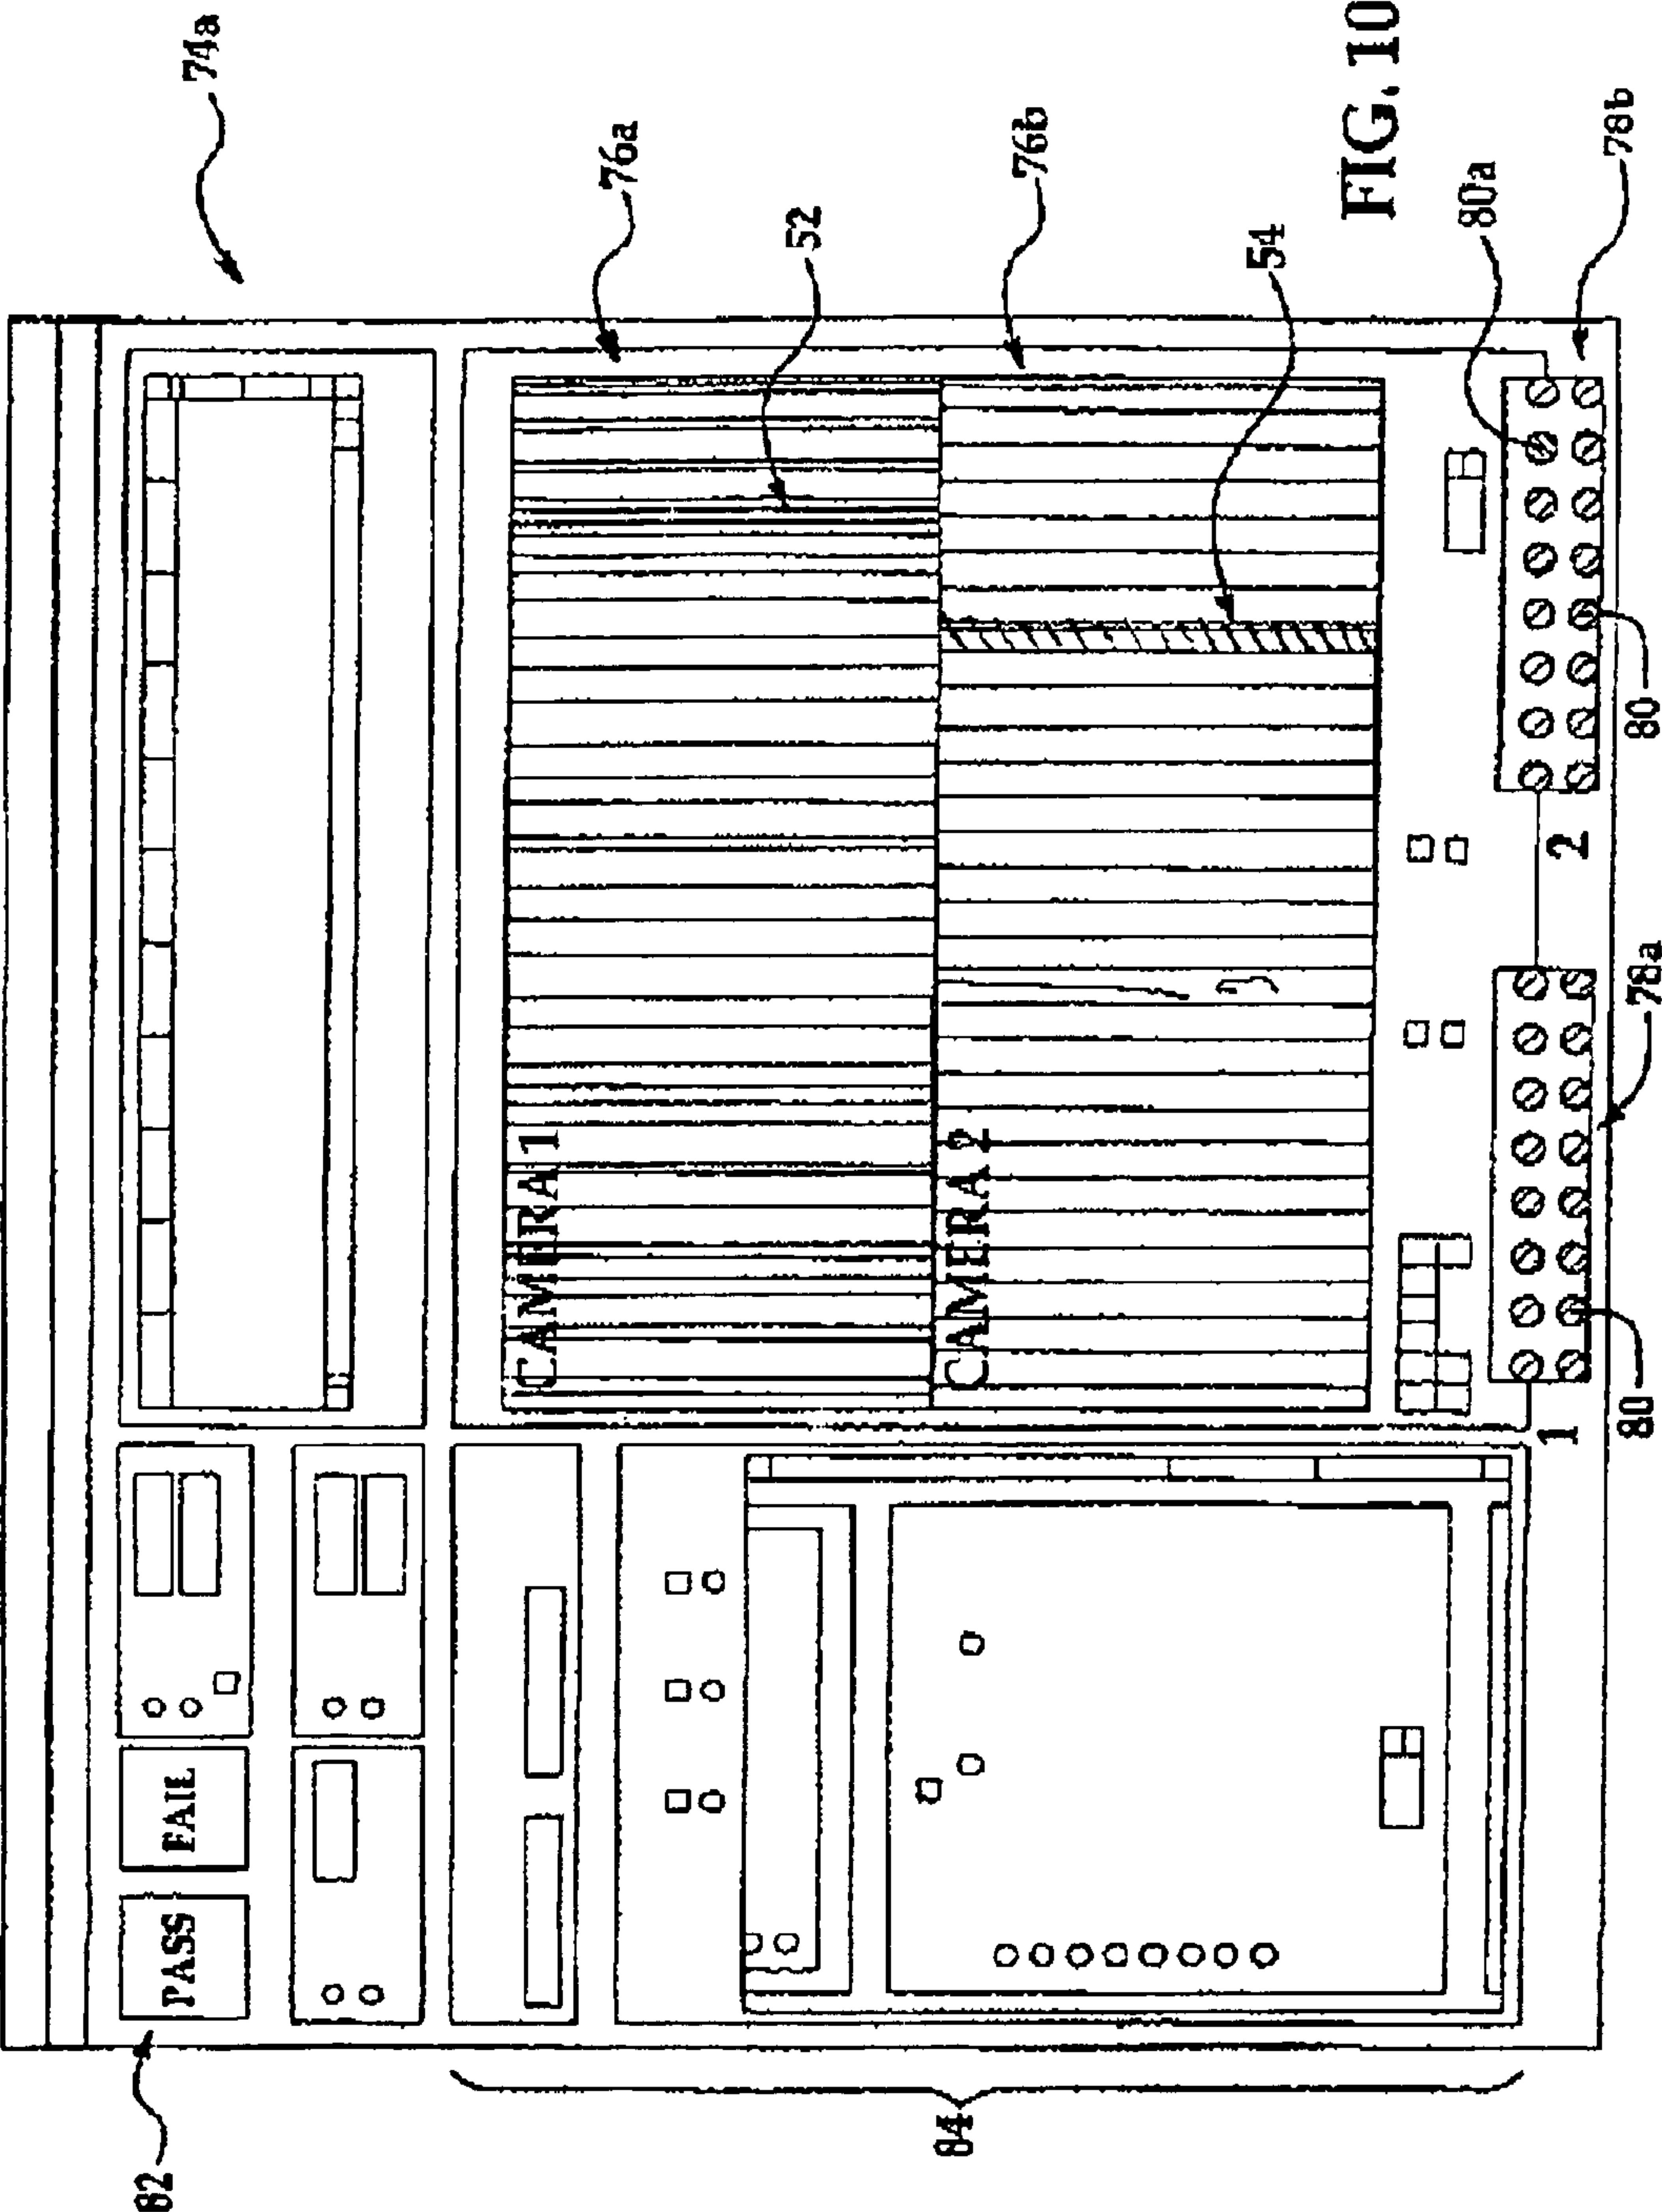 82
PASS
FAIL
74a
76a
CAMERA 1
52
84
CAMERA 2
76b
54
FIG. 10
80a
1
2
78b
80
78a
80